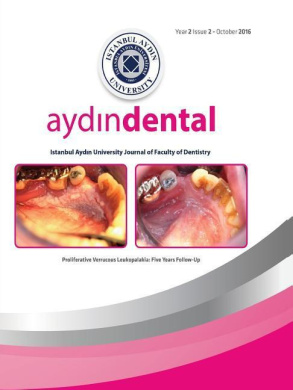 Year 2 Issue 2 - October 2016
ISTANBUL AYDIN UNIVERSITY
aydındental
Istanbul Aydın University Journal of Faculty of Dentistry
Proliferative Verrucous Leukoplakia: Five Years Follow-Up